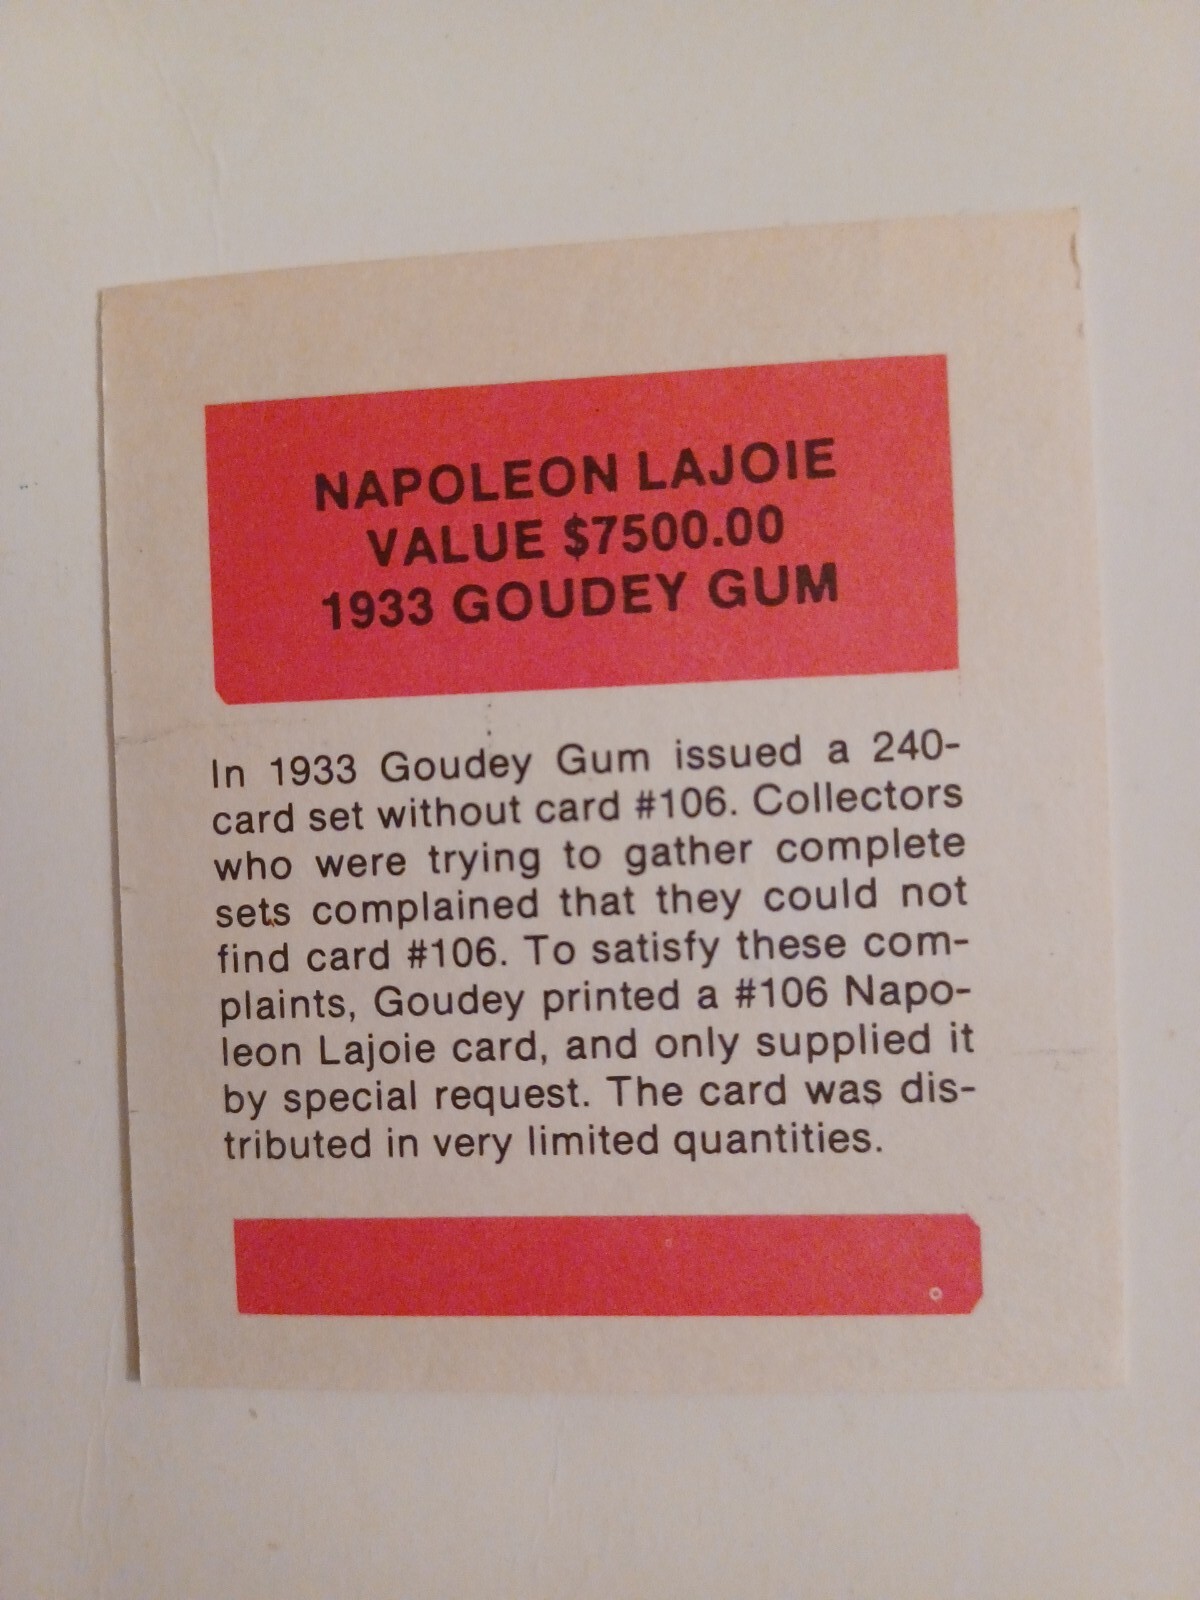 NAPOLEON LAJOIE
VALUE $7500.00
1933 GOUDEY GUM
In 1933 Goudey Gum issued a 240-
card set without card #106. Collectors
who were trying to gather complete
sets complained that they could not
find card #106. To satisfy these com-
plaints, Goudey printed a #106 Napo-
leon Lajoie card, and only supplied it
by special request. The card was dis-
tributed in very limited quantities.